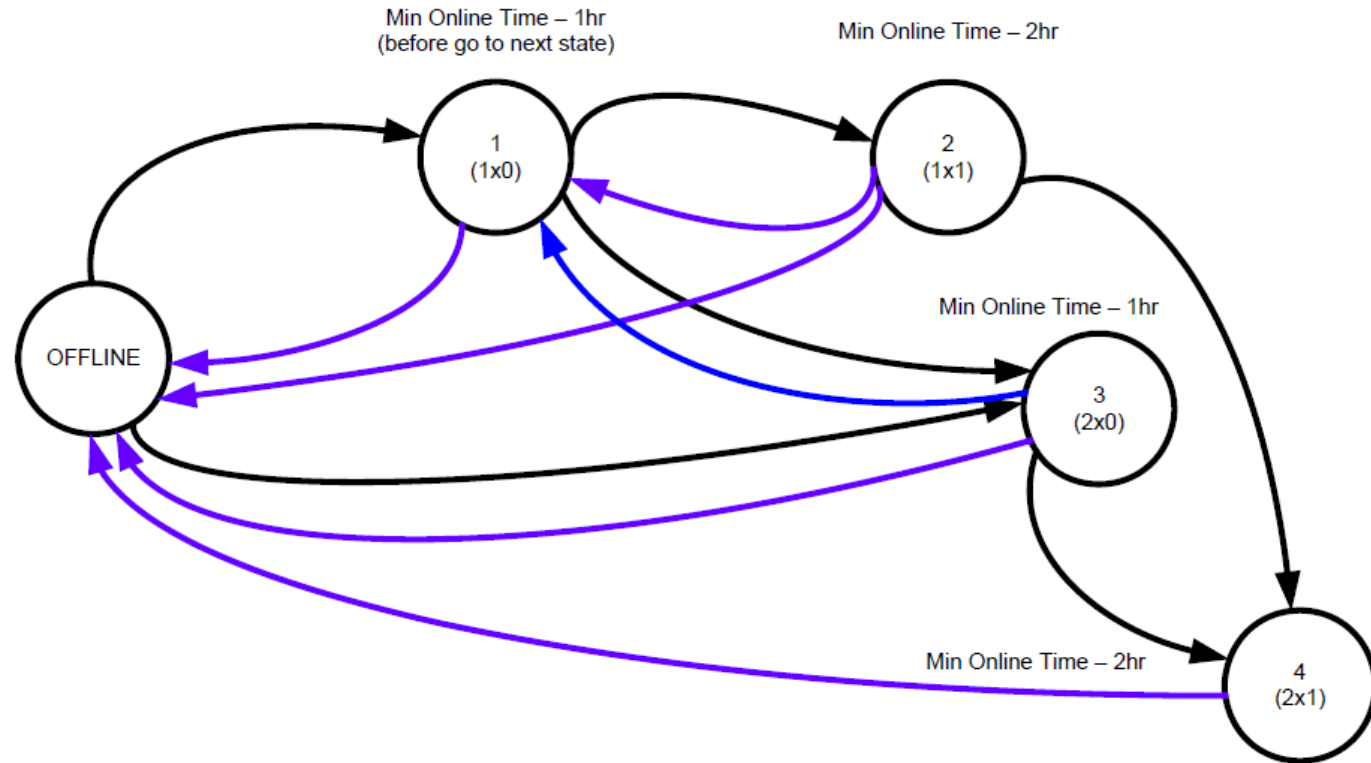 Min Online Time – 1hr
(before go to next state)
Min Online Time – 2hr
1
(1x0)
2
(1x1)
Min Online Time – 1hr
OFFLINE
3
(2x0)
Min Online Time – 2hr
4
(2x1)